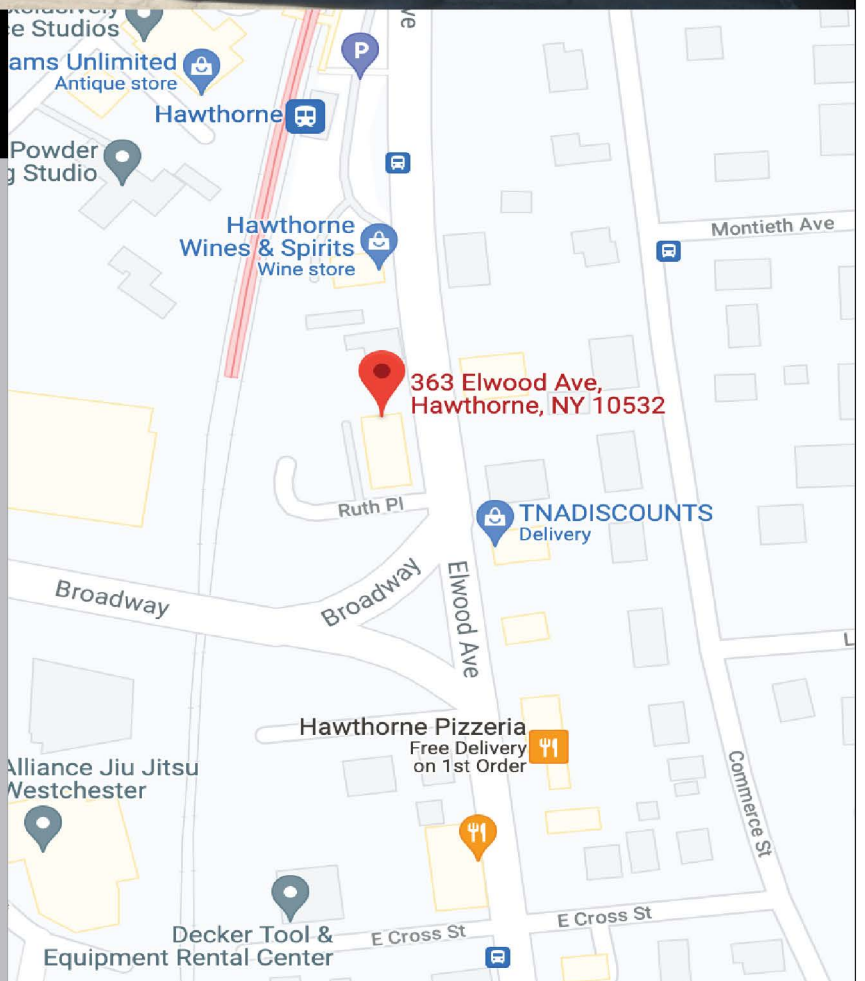 e Studios
ve
P
ams Unlimited
Antique store
Hawthorne
Powder
g Studio
Montieth Ave
Hawthorne
Wines & Spirits
Wine store
363 Elwood Ave,
Hawthorne, NY 10532
Ruth Pl
TNADISCOUNTS
Delivery
Broadway
Broadway
Elwood Ave
L
Hawthorne Pizzeria
Free Delivery
on 1st Order
Alliance Jiu Jitsu
Westchester
Commerce St
Decker Tool &
Equipment Rental Center
E Cross St
E Cross St